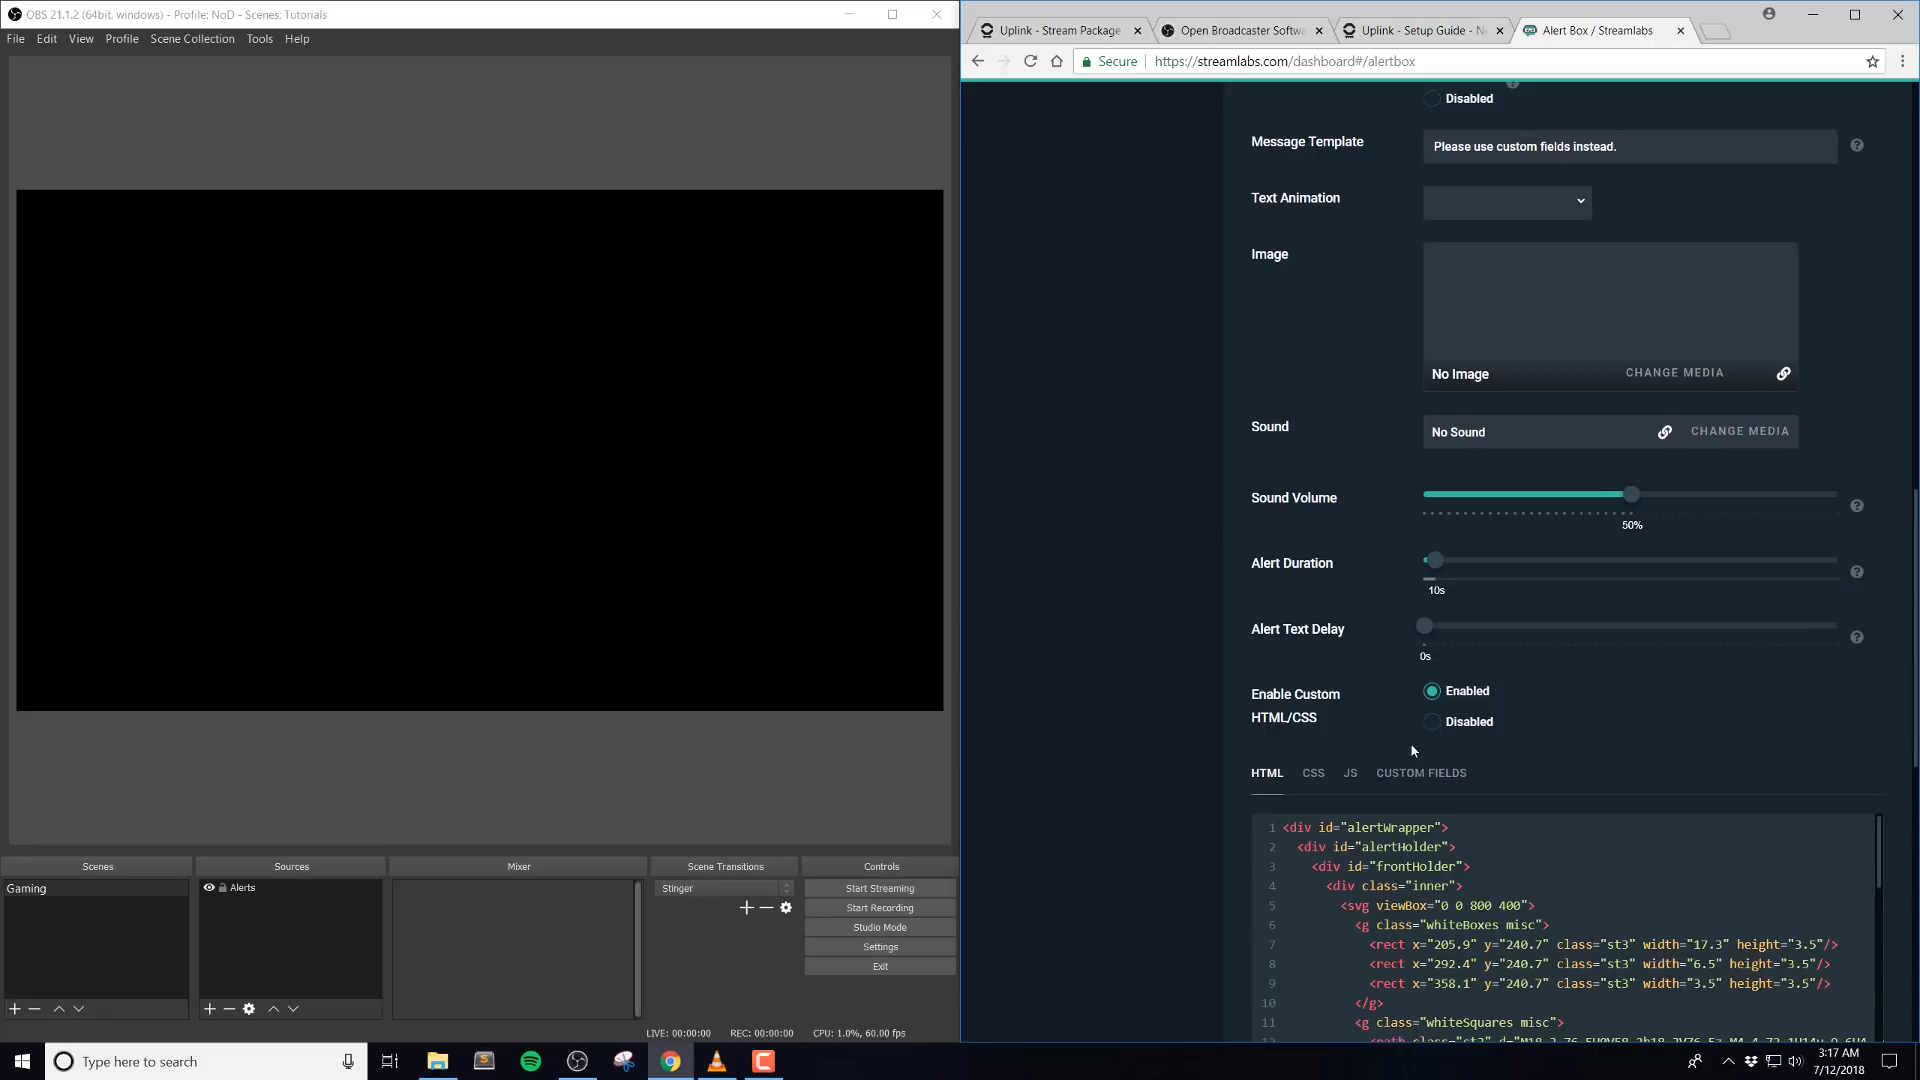 OBS 21.1.2 (64bit, windows) - Profile: NoD - Scenes: Tutorials
File Edit View Profile Scene Collection Tools Help
Scenes
Gaming
Sources
Alerts
Mixer
Scene Transitions
Stinger
Controls
Start Streaming
Start Recording
Studio Mode
Settings
Exit
LIVE: 00:00:00 REC: 00:00:00 CPU: 1.0%, 60.00 fps
Uplink - Stream Package
Open Broadcaster Softw
Uplink - Setup Guide - N
Alert Box / Streamlabs
Secure https://streamlabs.com/dashboard#/alertbox
Disabled
Message Template Please use custom fields instead.
Text Animation
Image
No Image CHANGE MEDIA
Sound No Sound CHANGE MEDIA
Sound Volume
50%
Alert Duration
10s
Alert Text Delay
0s
Enable Custom HTML/CSS
Enabled
Disabled
HTML CSS JS CUSTOM FIELDS
1 <div id="alertWrapper">
2 <div id="alertHolder">
3 <div id="frontHolder">
4 <div class="inner">
5 <svg viewBox="0 0 800 400">
6 <g class="whiteBoxes misc">
7 <rect x="205.9" y="240.7" class="st3" width="17.3" height="3.5"/>
8 <rect x="292.4" y="240.7" class="st3" width="6.5" height="3.5"/>
9 <rect x="358.1" y="240.7" class="st3" width="3.5" height="3.5"/>
10 </g>
11 <g class="whiteSquares misc">
Type here to search
3:17 AM
7/12/2018